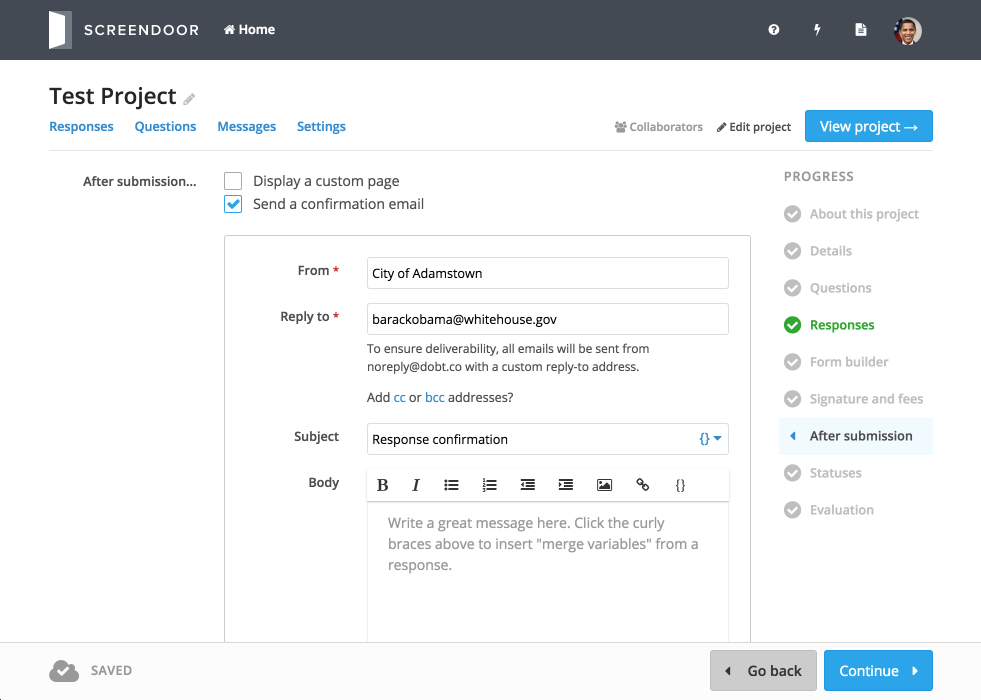 SCREENDOOR Home
Test Project
Responses Questions Messages Settings Collaborators Edit project View project →
After submission... Display a custom page
Send a confirmation email
PROGRESS
About this project
Details
Questions
Responses
Form builder
Signature and fees
After submission
Statuses
Evaluation
From * City of Adamstown
Reply to * barackobama@whitehouse.gov
To ensure deliverability, all emails will be sent from
noreply@dobt.co with a custom reply-to address.
Add cc or bcc addresses?
Subject Response confirmation {}
Body B I {}
Write a great message here. Click the curly
braces above to insert "merge variables" from a
response.
SAVED Go back Continue